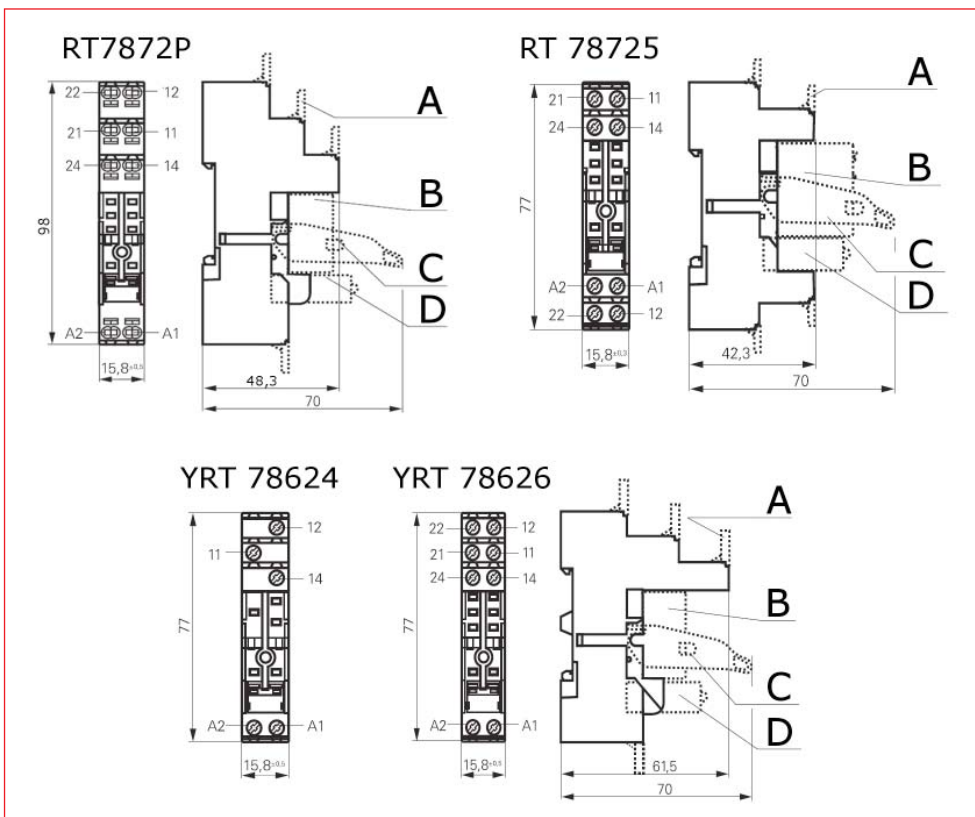 RT7872P
22 12
21 11
24 14
A2 A1
98
15,8±0,5
48,3
70
A
B
C
D
RT 78725
21 11
24 14
A2 A1
22 12
77
15,8±0,3
42,3
70
A
B
C
D
YRT 78624
12
11
14
A2 A1
77
15,8±0,5
YRT 78626
22 12
21 11
24 14
A2 A1
77
15,8±0,5
61,5
70
A
B
C
D